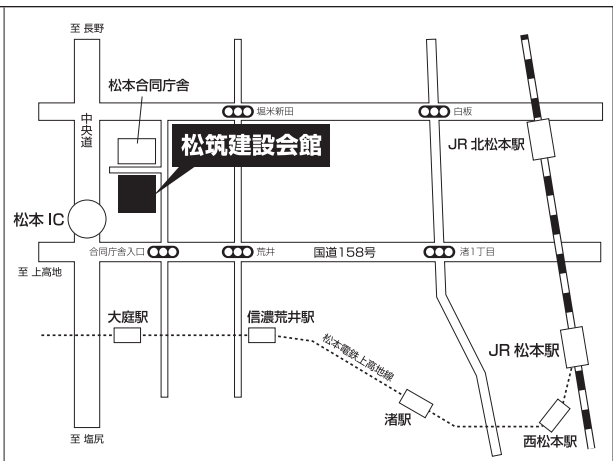 至 長野
松本合同庁舎
中央道
堀米新田
白板
松筑建設会館
JR 北松本駅
松本 IC
合同庁舎入口
荒井
国道158号
渚1丁目
至 上高地
大庭駅
信濃荒井駅
松本電鉄上高地線
JR 松本駅
渚駅
西松本駅
至 塩尻